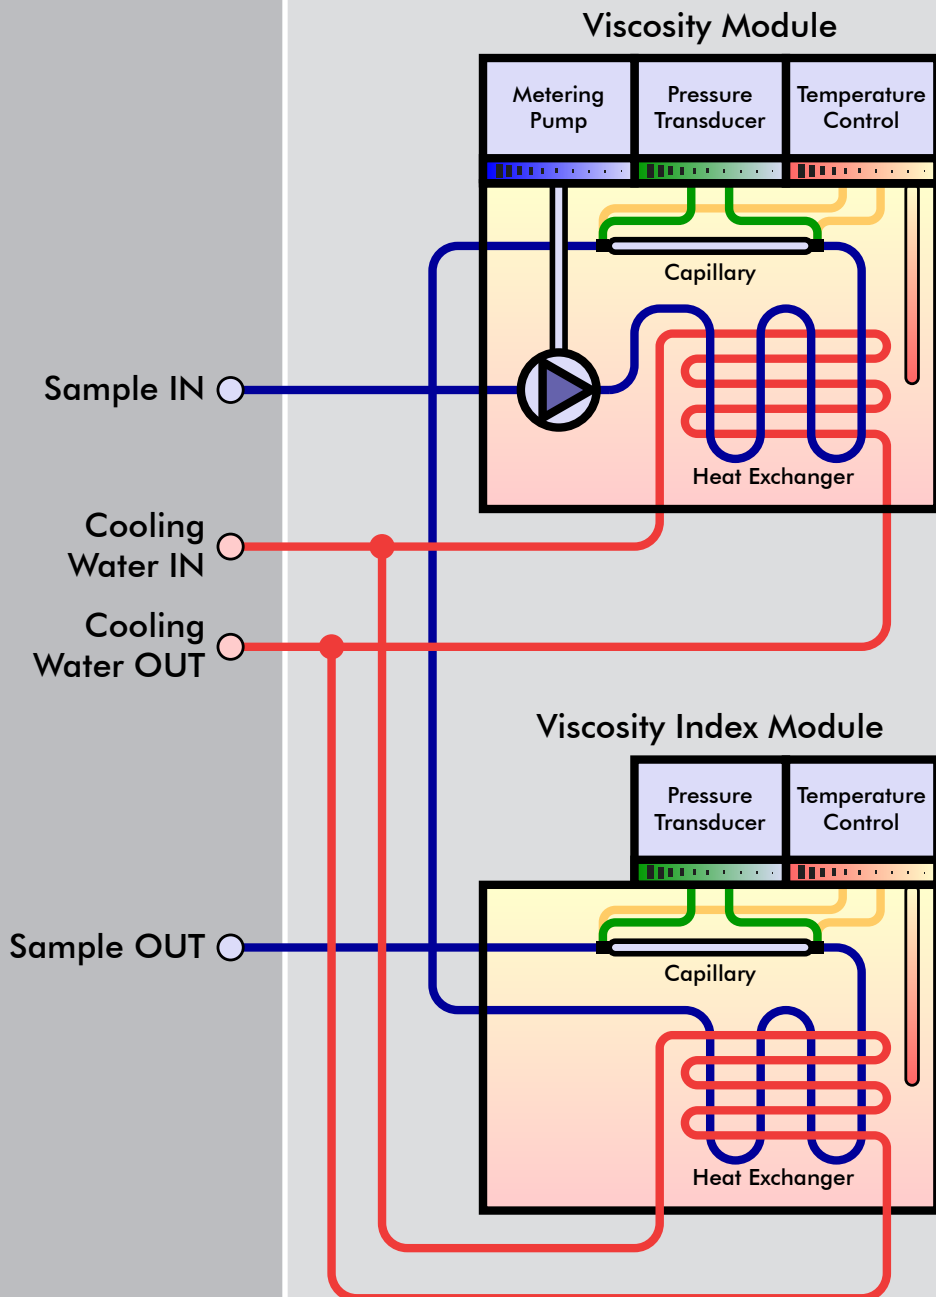 Viscosity Module
Metering
Pump
Pressure
Transducer
Temperature
Control
Capillary
Sample IN
Heat Exchanger
Cooling
Water IN
Cooling
Water OUT
Viscosity Index Module
Pressure
Transducer
Temperature
Control
Sample OUT
Capillary
Heat Exchanger